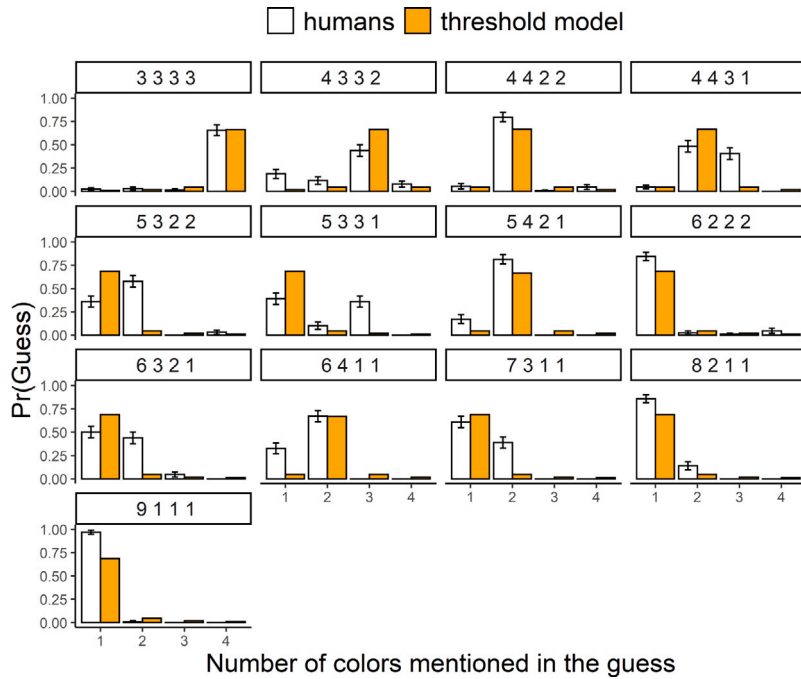 humans threshold model
3 3 3 3
4 3 3 2
4 4 2 2
4 4 3 1
1.00
0.75
0.50
0.25
0.00
5 3 2 2
5 3 3 1
5 4 2 1
6 2 2 2
1.00
0.75
0.50
0.25
0.00
6 3 2 1
6 4 1 1
7 3 1 1
8 2 1 1
1.00
0.75
0.50
0.25
0.00
1 2 3 4
1 2 3 4
1 2 3 4
9 1 1 1
1.00
0.75
0.50
0.25
0.00
1 2 3 4
Pr(Guess)
Number of colors mentioned in the guess